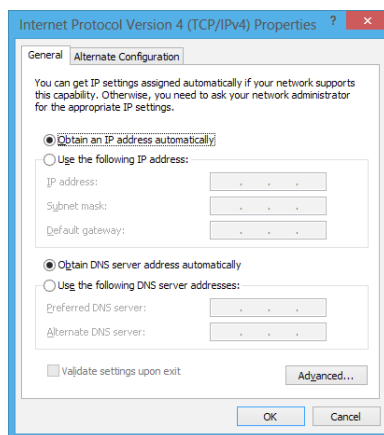 Internet Protocol Version 4 (TCP/IPv4) Properties ? ×
General Alternate Configuration
You can get IP settings assigned automatically if your network supports
this capability. Otherwise, you need to ask your network administrator
for the appropriate IP settings.
Obtain an IP address automatically
Use the following IP address:
IP address: . . .
Subnet mask: . . .
Default gateway: . . .
Obtain DNS server address automatically
Use the following DNS server addresses:
Preferred DNS server: . . .
Alternate DNS server: . . .
Validate settings upon exit
Advanced...
OK Cancel